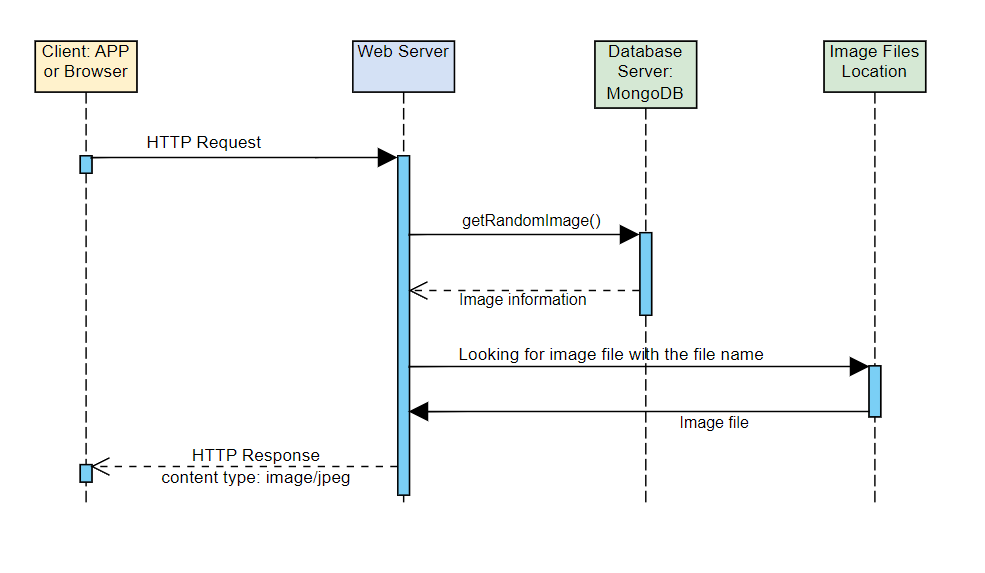 Client: APP
or Browser
Web Server
Database
Server:
MongoDB
Image Files
Location
HTTP Request
getRandomImage()
Image information
Looking for image file with the file name
Image file
HTTP Response
content type: image/jpeg